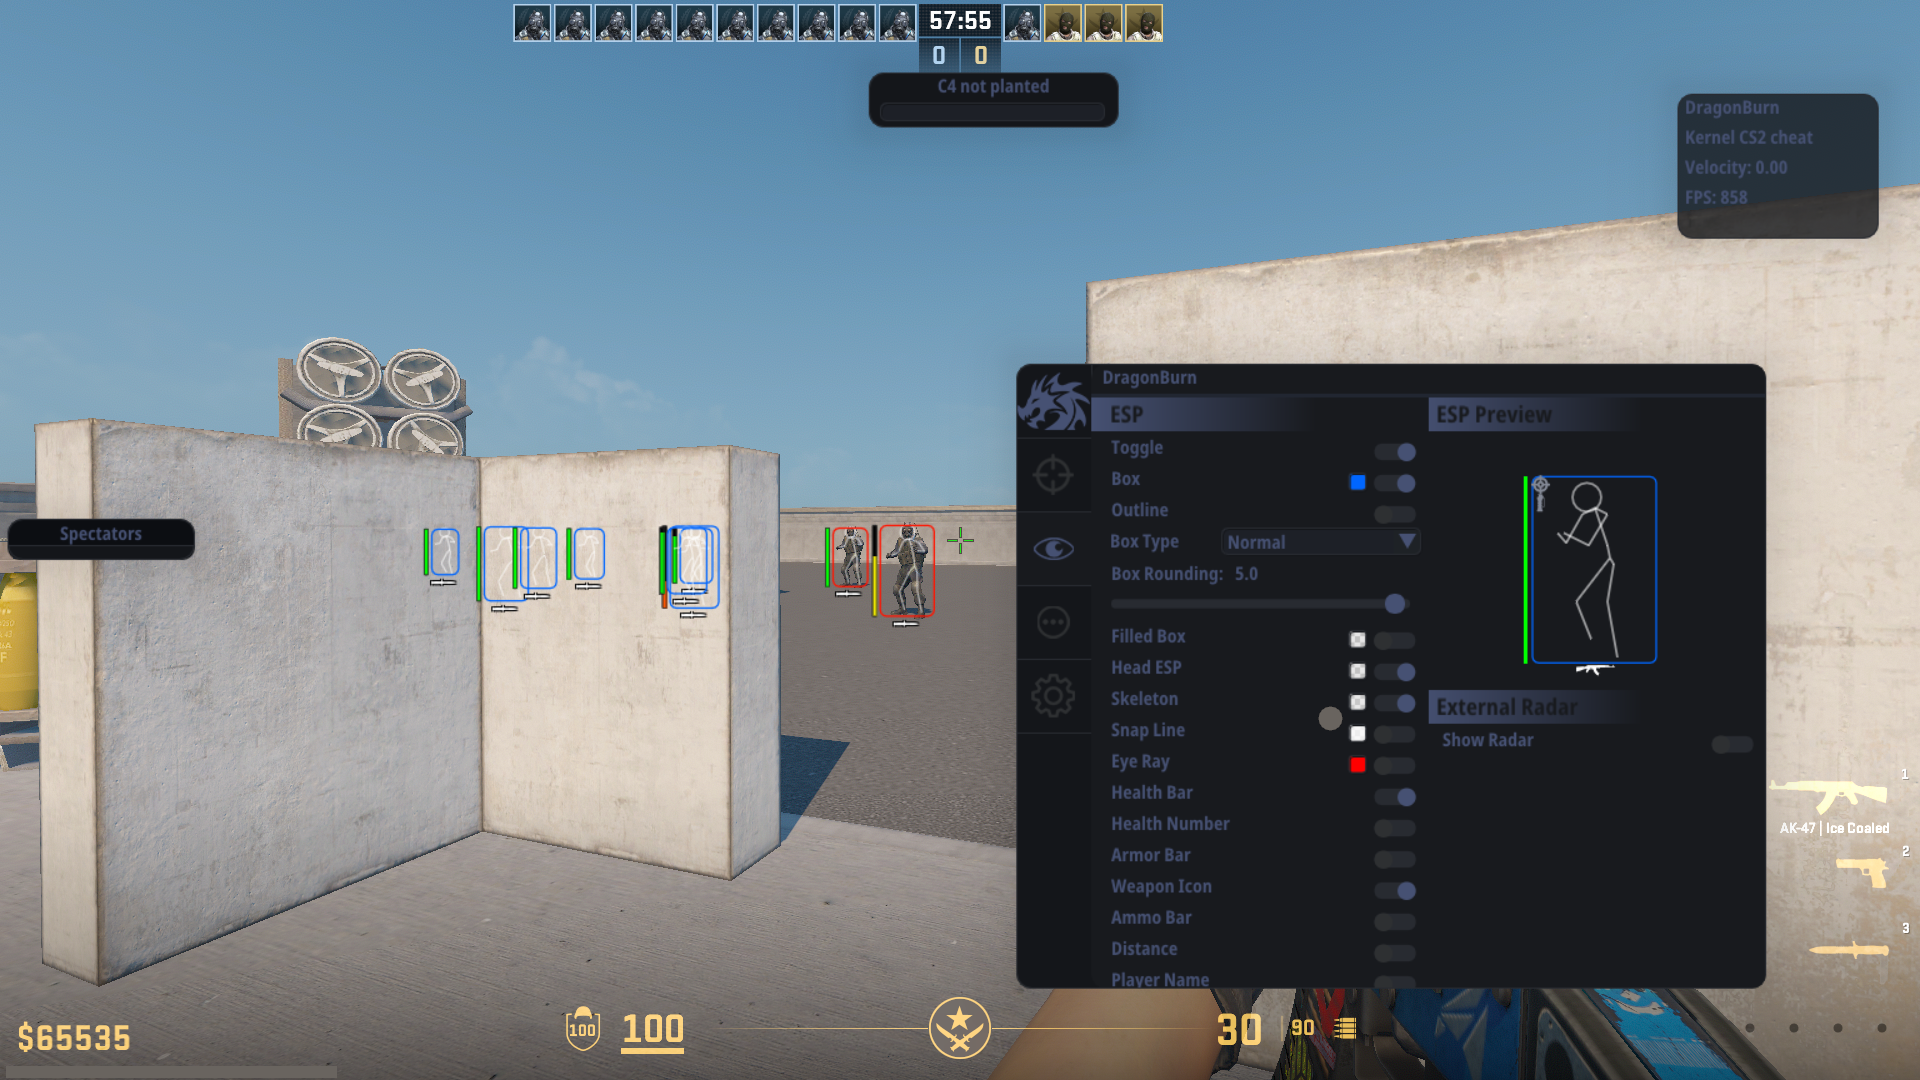 57:55
0 0
C4 not planted
DragonBurn
Kernel CS2 cheat
Velocity: 0.00
FPS: 858
Spectators
DragonBurn
ESP
Toggle
Box
Outline
Box Type Normal
Box Rounding: 5.0
Filled Box
Head ESP
Skeleton
Snap Line
Eye Ray
Health Bar
Health Number
Armor Bar
Weapon Icon
Ammo Bar
Distance
Player Name
ESP Preview
External Radar
Show Radar
1
AK-47 | Ice Coaled
2
3
$65535
100
100
30 90